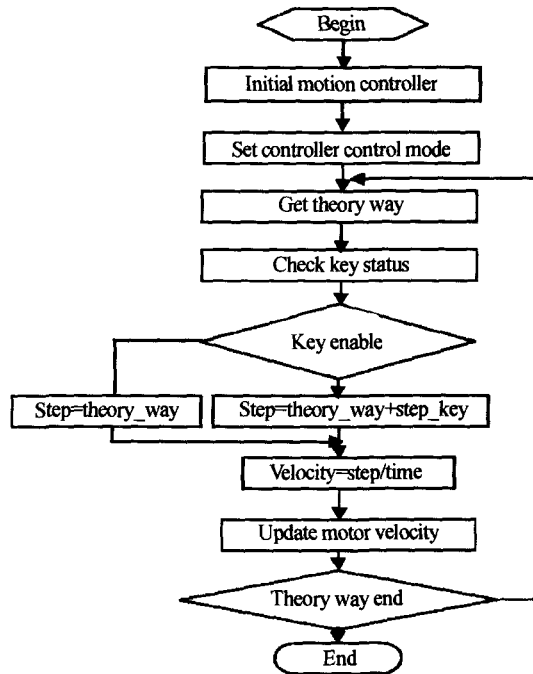 Begin
Initial motion controller
Set controller control mode
Get theory way
Check key status
Key enable
Step=theory_way
Step=theory_way+step_key
Velocity=step/time
Update motor velocity
Theory way end
End